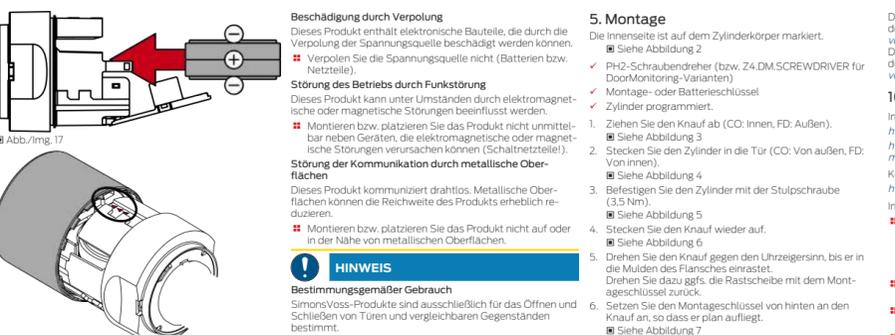 Abb./Img. 17
Beschädigung durch Verpolung
Dieses Produkt enthält elektronische Bauteile, die durch die
Verpolung der Spannungsquelle beschädigt werden können.
Verpolen Sie die Spannungsquelle nicht (Batterien bzw.
Netzteile).
Störung des Betriebs durch Funkstörung
Dieses Produkt kann unter Umständen durch elektromagnet-
ische oder magnetische Störungen beeinflusst werden.
Montieren bzw. platzieren Sie das Produkt nicht unmittel-
bar neben Geräten, die elektromagnetische oder magnet-
ische Störungen verursachen können (Schaltnetzteile!).
Störung der Kommunikation durch metallische Ober-
flächen
Dieses Produkt kommuniziert drahtlos. Metallische Ober-
flächen können die Reichweite des Produkts erheblich re-
duzieren.
Montieren bzw. platzieren Sie das Produkt nicht auf oder
in der Nähe von metallischen Oberflächen.
HINWEIS
Bestimmungsgemäßer Gebrauch
SimonsVoss-Produkte sind ausschließlich für das Öffnen und
Schließen von Türen und vergleichbaren Gegenständen
bestimmt.
5. Montage
Die Innenseite ist auf dem Zylinderkörper markiert.
Siehe Abbildung 2
✓ PH2-Schraubendreher (bzw. Z4.DM.SCREWDRIVER für
DoorMonitoring-Varianten)
✓ Montage- oder Batterieschlüssel
✓ Zylinder programmiert.
1. Ziehen Sie den Knauf ab (CO: Innen, FD: Außen).
Siehe Abbildung 3
2. Stecken Sie den Zylinder in die Tür (CO: Von außen, FD:
Von innen).
Siehe Abbildung 4
3. Befestigen Sie den Zylinder mit der Stulpschraube
(3,5 Nm).
Siehe Abbildung 5
4. Stecken Sie den Knauf wieder auf.
Siehe Abbildung 6
5. Drehen Sie den Knauf gegen den Uhrzeigersinn, bis er in
die Mulden des Flansches einrastet.
Drehen Sie dazu ggfs. die Rastscheibe mit dem Mont-
ageschlüssel zurück.
6. Setzen Sie den Montageschlüssel von hinten an den
Knauf an, so dass er plan aufliegt.
Siehe Abbildung 7